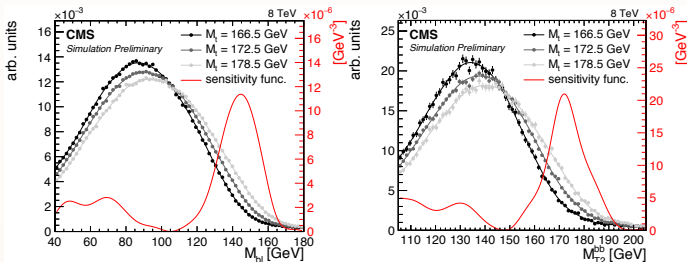 ×10⁻³
8 TeV
×10⁻⁶
arb. units
[GeV⁻³]
CMS
Simulation Preliminary
Mt = 166.5 GeV
Mt = 172.5 GeV
Mt = 178.5 GeV
sensitivity func.
16
14
12
10
8
6
4
2
0
14
12
10
8
6
4
2
0
40 60 80 100 120 140 160 180
Mbl [GeV]
×10⁻³
8 TeV
×10⁻⁶
arb. units
[GeV⁻³]
CMS
Simulation Preliminary
Mt = 166.5 GeV
Mt = 172.5 GeV
Mt = 178.5 GeV
sensitivity func.
25
20
15
10
5
0
30
25
20
15
10
5
0
110 120 130 140 150 160 170 180 190 200
M bb T2 [GeV]